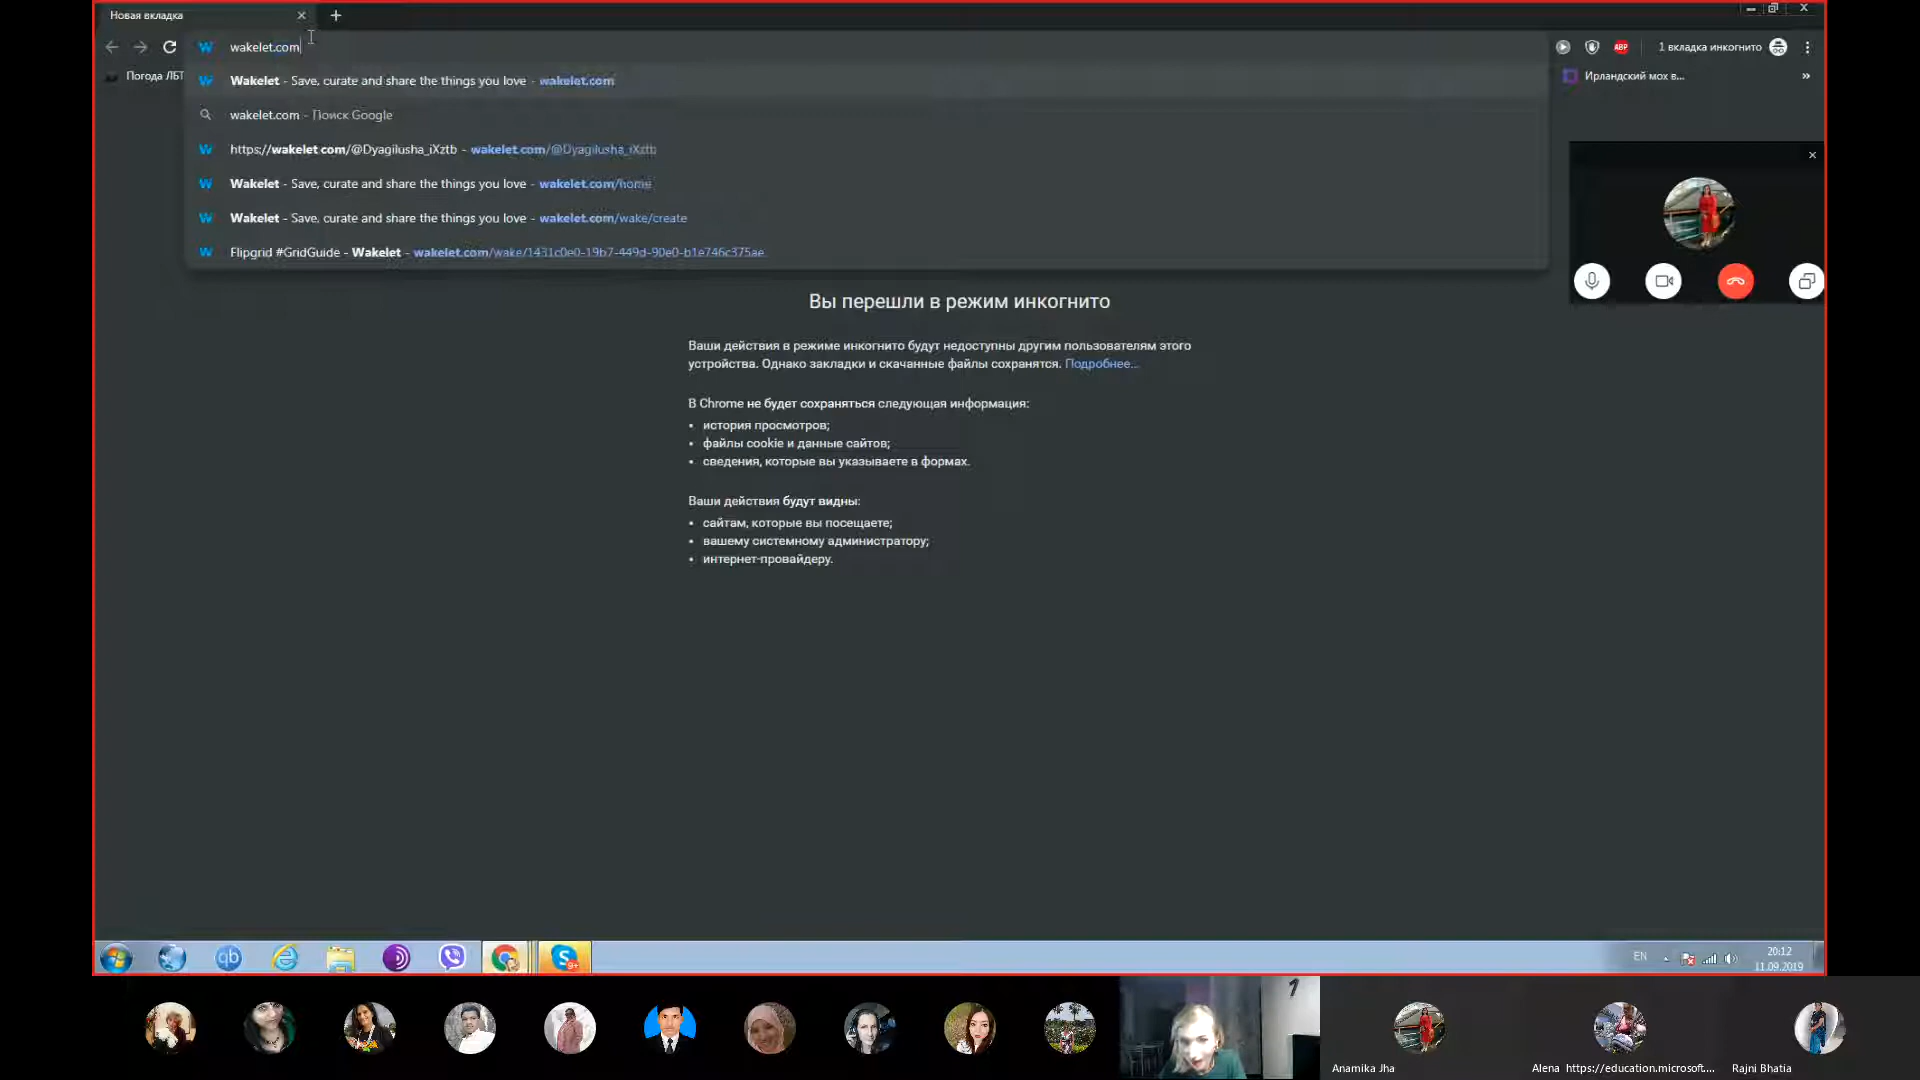 Новая вкладка
wakelet.com
1 вкладка инкогнито
ABP
Погода ЛБТ
Ирландский мох в...
»
Wakelet - Save, curate and share the things you love - wakelet.com
wakelet.com - Поиск Google
https://wakelet.com/@Dyagilusha_iXztb - wakelet.com/@Dyagilusha_iXztb
Wakelet - Save, curate and share the things you love - wakelet.com/home
Wakelet - Save, curate and share the things you love - wakelet.com/wake/create
Flipgrid #GridGuide - Wakelet - wakelet.com/wake/1431c0e0-19b7-449d-90e0-b1e746c375ae
Вы перешли в режим инкогнито
Ваши действия в режиме инкогнито будут недоступны другим пользователям этого
устройства. Однако закладки и скачанные файлы сохранятся. Подробнее...
В Chrome не будет сохраняться следующая информация:
• история просмотров;
• файлы cookie и данные сайтов;
• сведения, которые вы указываете в формах.
Ваши действия будут видны:
• сайтам, которые вы посещаете;
• вашему системному администратору;
• интернет-провайдеру.
qb
S
9+
EN
20:12
11.09.2019
Anamika Jha
Alena https://education.microsoft....
Rajni Bhatia